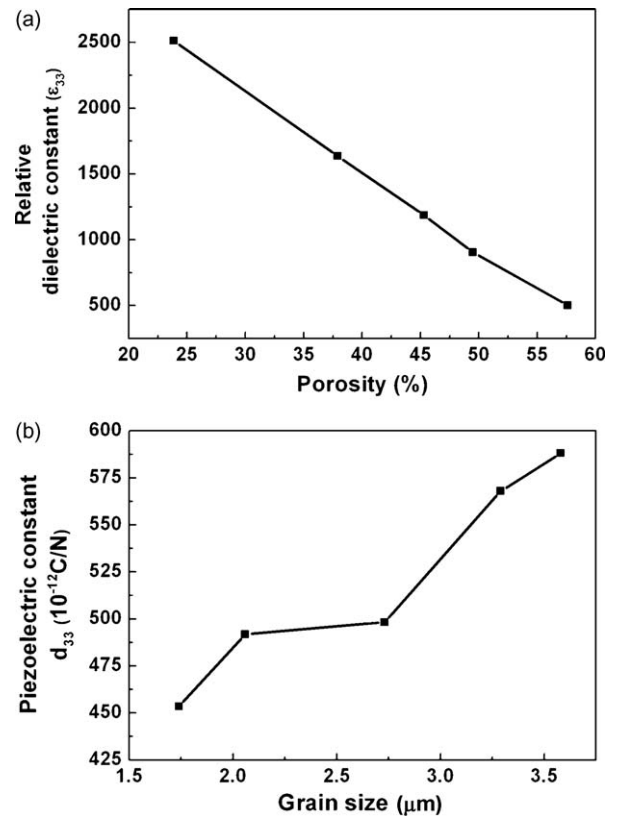 (a)
2500
2000
1500
1000
500
20 25 30 35 40 45 50 55 60
Relative
dielectric constant (ε33)
Porosity (%)
(b)
600
575
550
525
500
475
450
425
1.5 2.0 2.5 3.0 3.5
Piezoelectric constant
d33 (10-12C/N)
Grain size (μm)